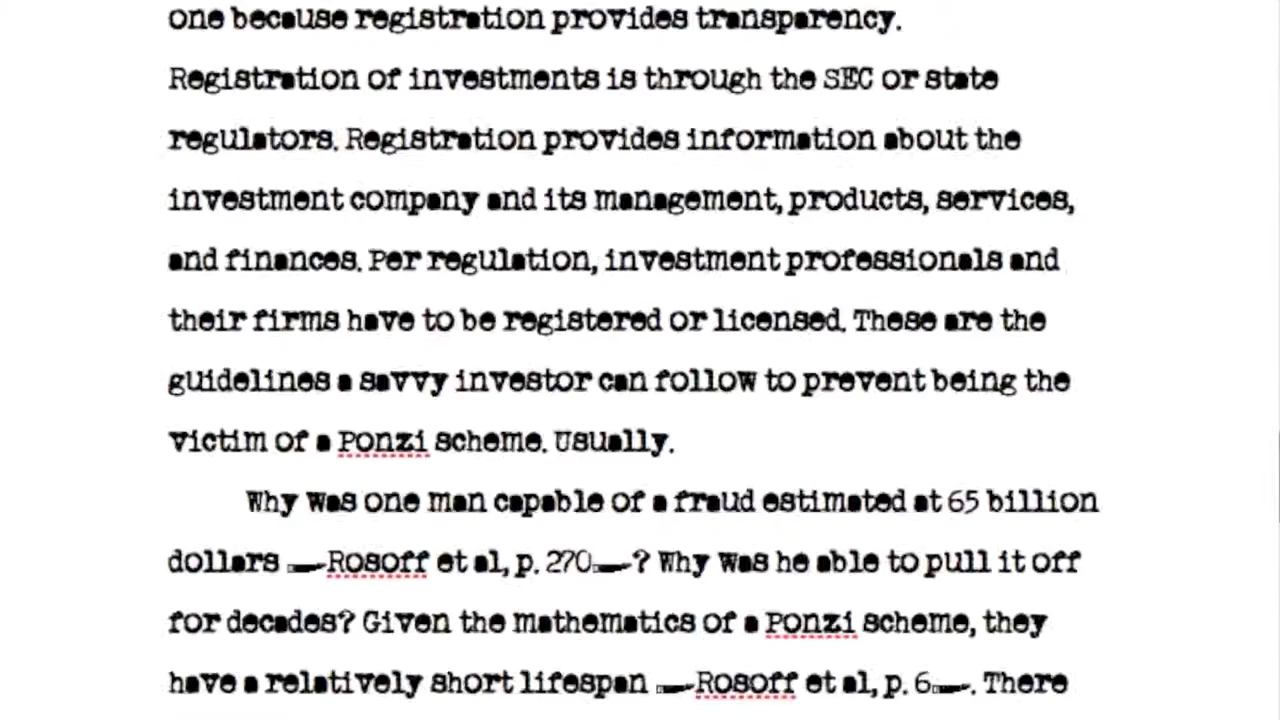 one because registration provides transparency.
Registration of investments is through the SEC or state
regulators. Registration provides information about the
investment company and its management, products, services,
and finances. Per regulation, investment professionals and
their firms have to be registered or licensed. These are the
guidelines a savvy investor can follow to prevent being the
victim of a Ponzi scheme. Usually.
Why was one man capable of a fraud estimated at 65 billion
dollars Rosoff et al, p. 270? Why was he able to pull it off
for decades? Given the mathematics of a Ponzi scheme, they
have a relatively short lifespan Rosoff et al, p. 6. There